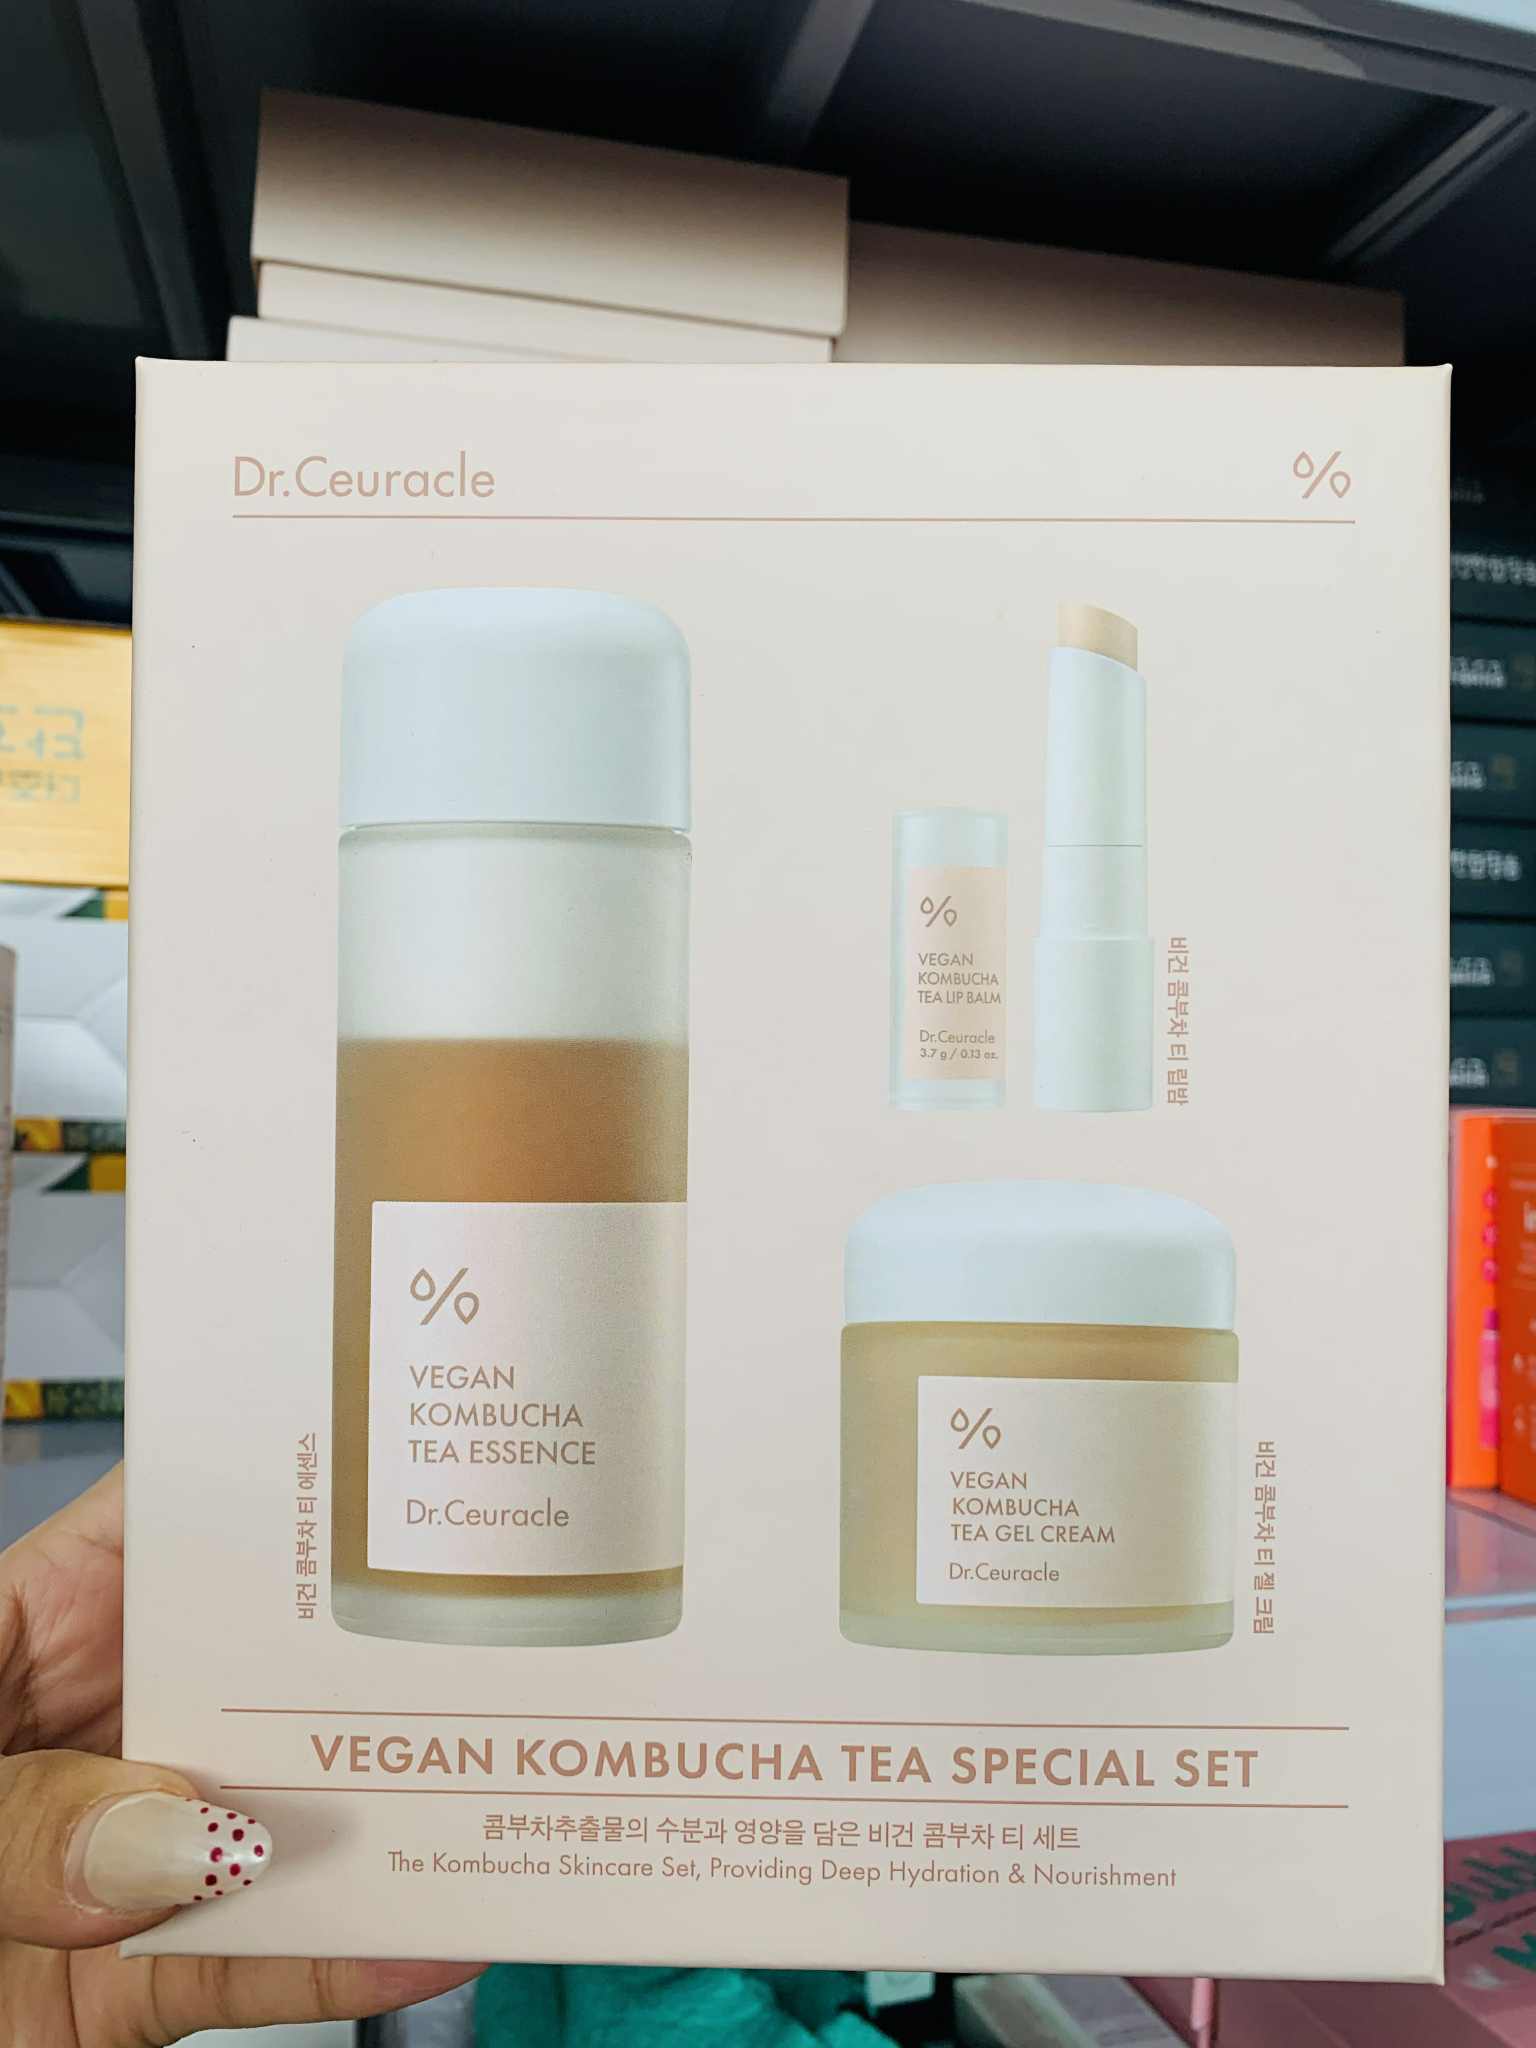 Dr.Ceuracle
%
%
VEGAN
KOMBUCHA
TEA LIP BALM
Dr.Ceuracle
3.7 g / 0.13 oz.
비건 콤부차 티 립밤
%
VEGAN
KOMBUCHA
TEA ESSENCE
Dr.Ceuracle
비건 콤부차 티 에센스
%
VEGAN
KOMBUCHA
TEA GEL CREAM
Dr.Ceuracle
비건 콤부차 티 젤 크림
VEGAN KOMBUCHA TEA SPECIAL SET
콤부차추출물의 수분과 영양을 담은 비건 콤부차 티 세트
The Kombucha Skincare Set, Providing Deep Hydration & Nourishment